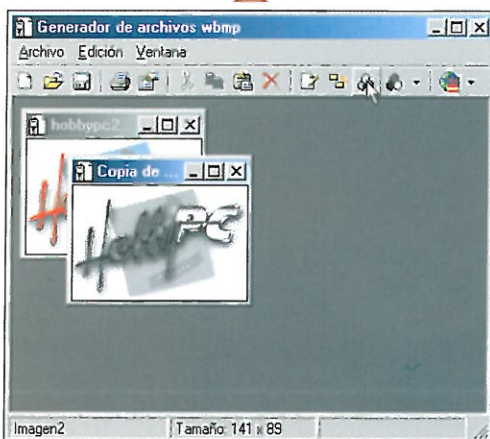 Generador de archivos wbmp
Archivo Edición Ventana
hobbypc2
Copia de ...
HobbyPC
Imagen2
Tamaño: 141 x 89